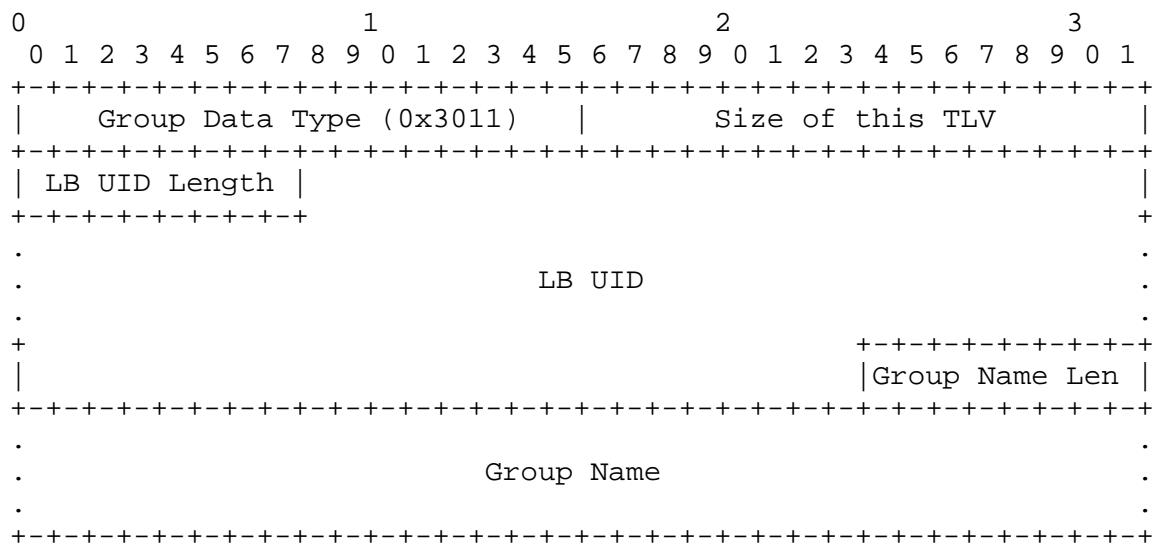 0                   1                   2                   3
 0 1 2 3 4 5 6 7 8 9 0 1 2 3 4 5 6 7 8 9 0 1 2 3 4 5 6 7 8 9 0 1
+-+-+-+-+-+-+-+-+-+-+-+-+-+-+-+-+-+-+-+-+-+-+-+-+-+-+-+-+-+-+-+-+
|    Group Data Type (0x3011)   |       Size of this TLV        |
+-+-+-+-+-+-+-+-+-+-+-+-+-+-+-+-+-+-+-+-+-+-+-+-+-+-+-+-+-+-+-+-+
| LB UID Length |                                               |
+-+-+-+-+-+-+-+-+                                               +
.                                                               .
.                             LB UID                            .
.                                                               .
+                                               +-+-+-+-+-+-+-+-+
|                                               |Group Name Len |
+-+-+-+-+-+-+-+-+-+-+-+-+-+-+-+-+-+-+-+-+-+-+-+-+-+-+-+-+-+-+-+-+
.                                                               .
.                          Group Name                           .
.                                                               .
+-+-+-+-+-+-+-+-+-+-+-+-+-+-+-+-+-+-+-+-+-+-+-+-+-+-+-+-+-+-+-+-+